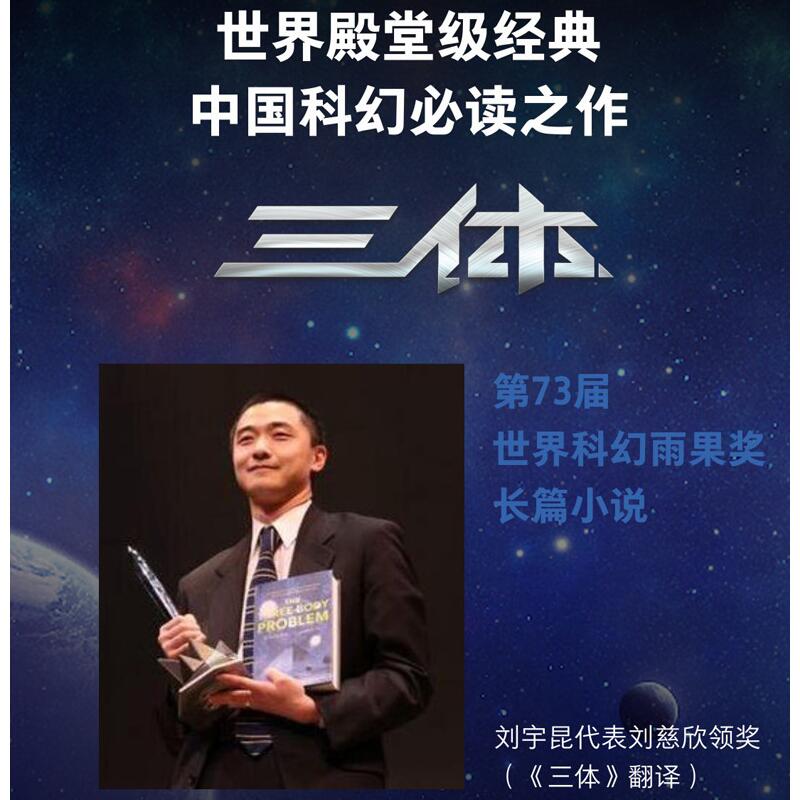 世界殿堂级经典
中国科幻必读之作
三体
第73届
世界科幻雨果奖
长篇小说
THE
THREE-BODY
PROBLEM
刘宇昆代表刘慈欣领奖
（《三体》翻译）